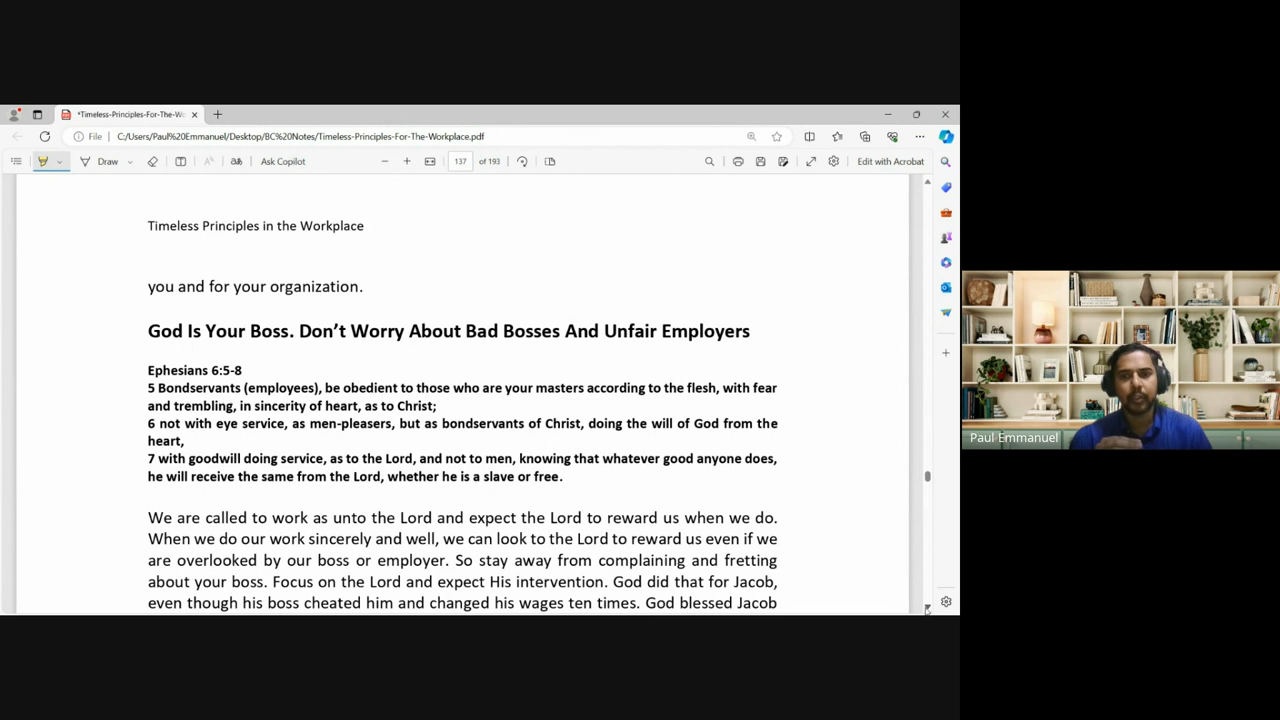 *Timeless-Principles-For-The-Wo
File
C:/Users/Paul%20Emmanuel/Desktop/BC%20Notes/Timeless-Principles-For-The-Workplace.pdf
Draw
Ask Copilot
137 of 193
Edit with Acrobat
Timeless Principles in the Workplace
you and for your organization.
God Is Your Boss. Don’t Worry About Bad Bosses And Unfair Employers
Ephesians 6:5-8
5 Bondservants (employees), be obedient to those who are your masters according to the flesh, with fear
and trembling, in sincerity of heart, as to Christ;
6 not with eye service, as men-pleasers, but as bondservants of Christ, doing the will of God from the
heart,
7 with goodwill doing service, as to the Lord, and not to men, knowing that whatever good anyone does,
he will receive the same from the Lord, whether he is a slave or free.
We are called to work as unto the Lord and expect the Lord to reward us when we do.
When we do our work sincerely and well, we can look to the Lord to reward us even if we
are overlooked by our boss or employer. So stay away from complaining and fretting
about your boss. Focus on the Lord and expect His intervention. God did that for Jacob,
even though his boss cheated him and changed his wages ten times. God blessed Jacob
Paul Emmanuel